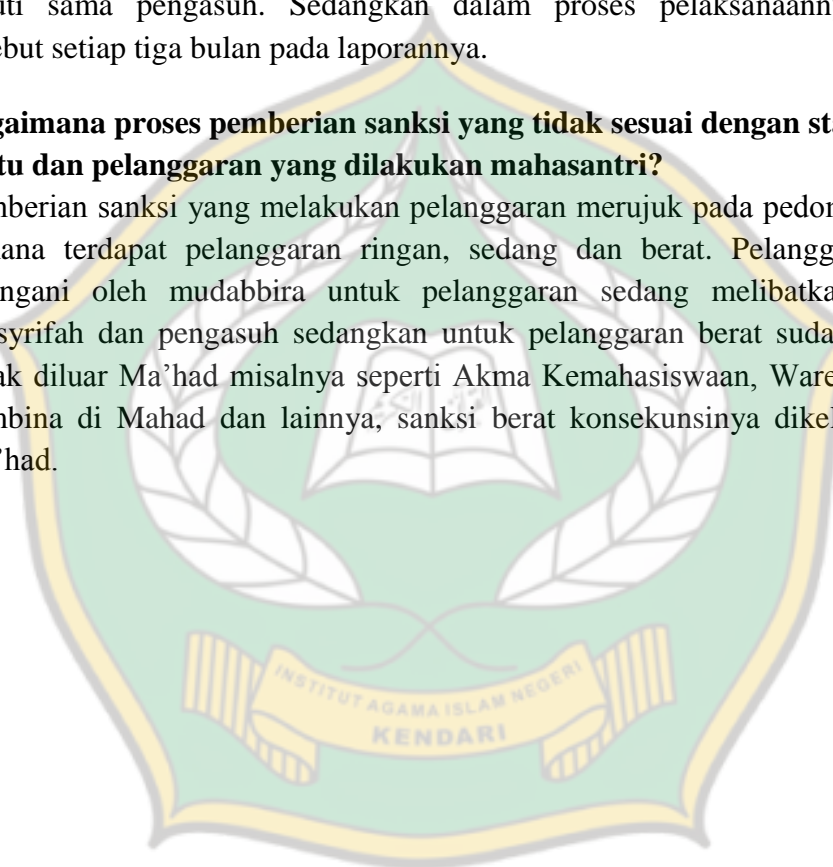 uti sama pengasuh. Sedangkan dalam proses pelaksanaann
ebut setiap tiga bulan pada laporannya.
gaimana proses pemberian sanksi yang tidak sesuai dengan sta
tu dan pelanggaran yang dilakukan mahasantri?
nberian sanksi yang melakukan pelanggaran merujuk pada pedon
ana terdapat pelanggaran ringan, sedang dan berat. Pelangg
ngani oleh mudabbira untuk pelanggaran sedang melibatka
syrifah dan pengasuh sedangkan untuk pelanggaran berat suda
ak diluar Ma’had misalnya seperti Akma Kemahasiswaan, Ware
nbina di Mahad dan lainnya, sanksi berat konsekunsinya dikel
’had.
INSTITUT AGAMA ISLAM NEGERI
KENDARI